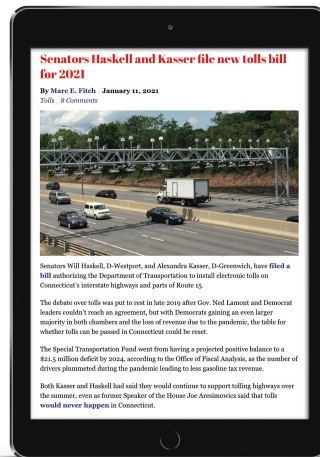 Senators Haskell and Kasser file new tolls bill
for 2021
By Marc E. Fitch January 11, 2021
Tolls 8 Comments
Senators Will Haskell, D-Westport, and Alexandra Kasser, D-Greenwich, have filed a
bill authorizing the Department of Transportation to install electronic tolls on
Connecticut's interstate highways and parts of Route 15.
The debate over tolls was put to rest in late 2019 after Gov. Ned Lamont and Democrat
leaders couldn't reach an agreement, but with Democrats gaining an even larger
majority in both chambers and the loss of revenue due to the pandemic, the table for
whether tolls can be passed in Connecticut could be reset.
The Special Transportation Fund went from having a projected positive balance to a
$21.5 million deficit by 2024, according to the Office of Fiscal Analysis, as the number of
drivers plummeted during the pandemic leading to less gasoline tax revenue.
Both Kasser and Haskell had said they would continue to support tolling highways over
the summer, even as former Speaker of the House Joe Aresimowicz said that tolls
would never happen in Connecticut.